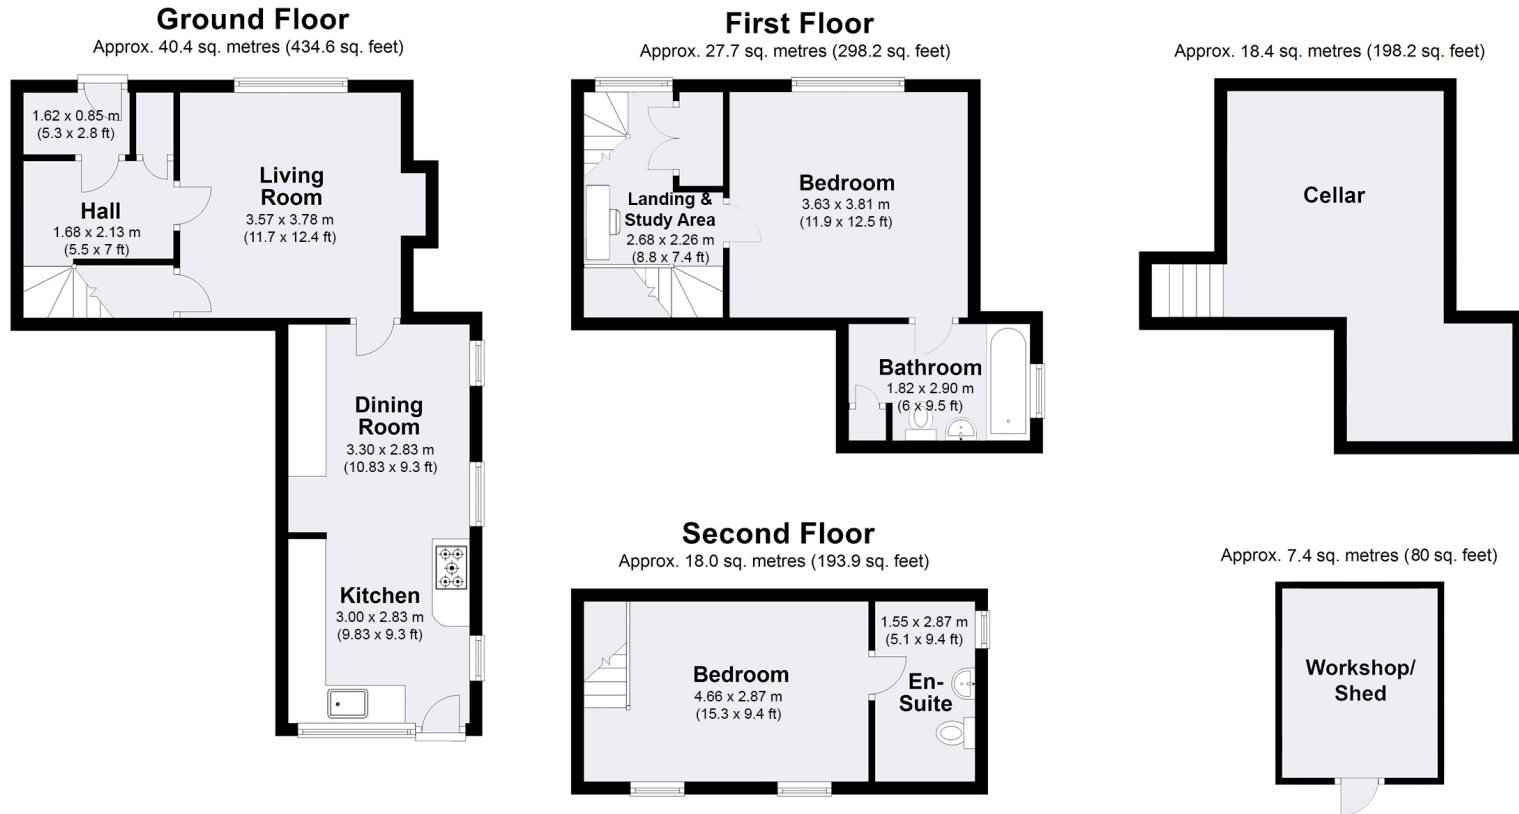 Ground Floor
Approx. 40.4 sq. metres (434.6 sq. feet)
1.62 x 0.85 m
(5.3 x 2.8 ft)
Hall
1.68 x 2.13 m
(5.5 x 7 ft)
Living
Room
3.57 x 3.78 m
(11.7 x 12.4 ft)
Dining
Room
3.30 x 2.83 m
(10.83 x 9.3 ft)
Kitchen
3.00 x 2.83 m
(9.83 x 9.3 ft)
First Floor
Approx. 27.7 sq. metres (298.2 sq. feet)
Landing &
Study Area
2.68 x 2.26 m
(8.8 x 7.4 ft)
Bedroom
3.63 x 3.81 m
(11.9 x 12.5 ft)
Bathroom
1.82 x 2.90 m
(6 x 9.5 ft)
Second Floor
Approx. 18.0 sq. metres (193.9 sq. feet)
Bedroom
4.66 x 2.87 m
(15.3 x 9.4 ft)
1.55 x 2.87 m
(5.1 x 9.4 ft)
En-
Suite
Approx. 18.4 sq. metres (198.2 sq. feet)
Cellar
Approx. 7.4 sq. metres (80 sq. feet)
Workshop/
Shed